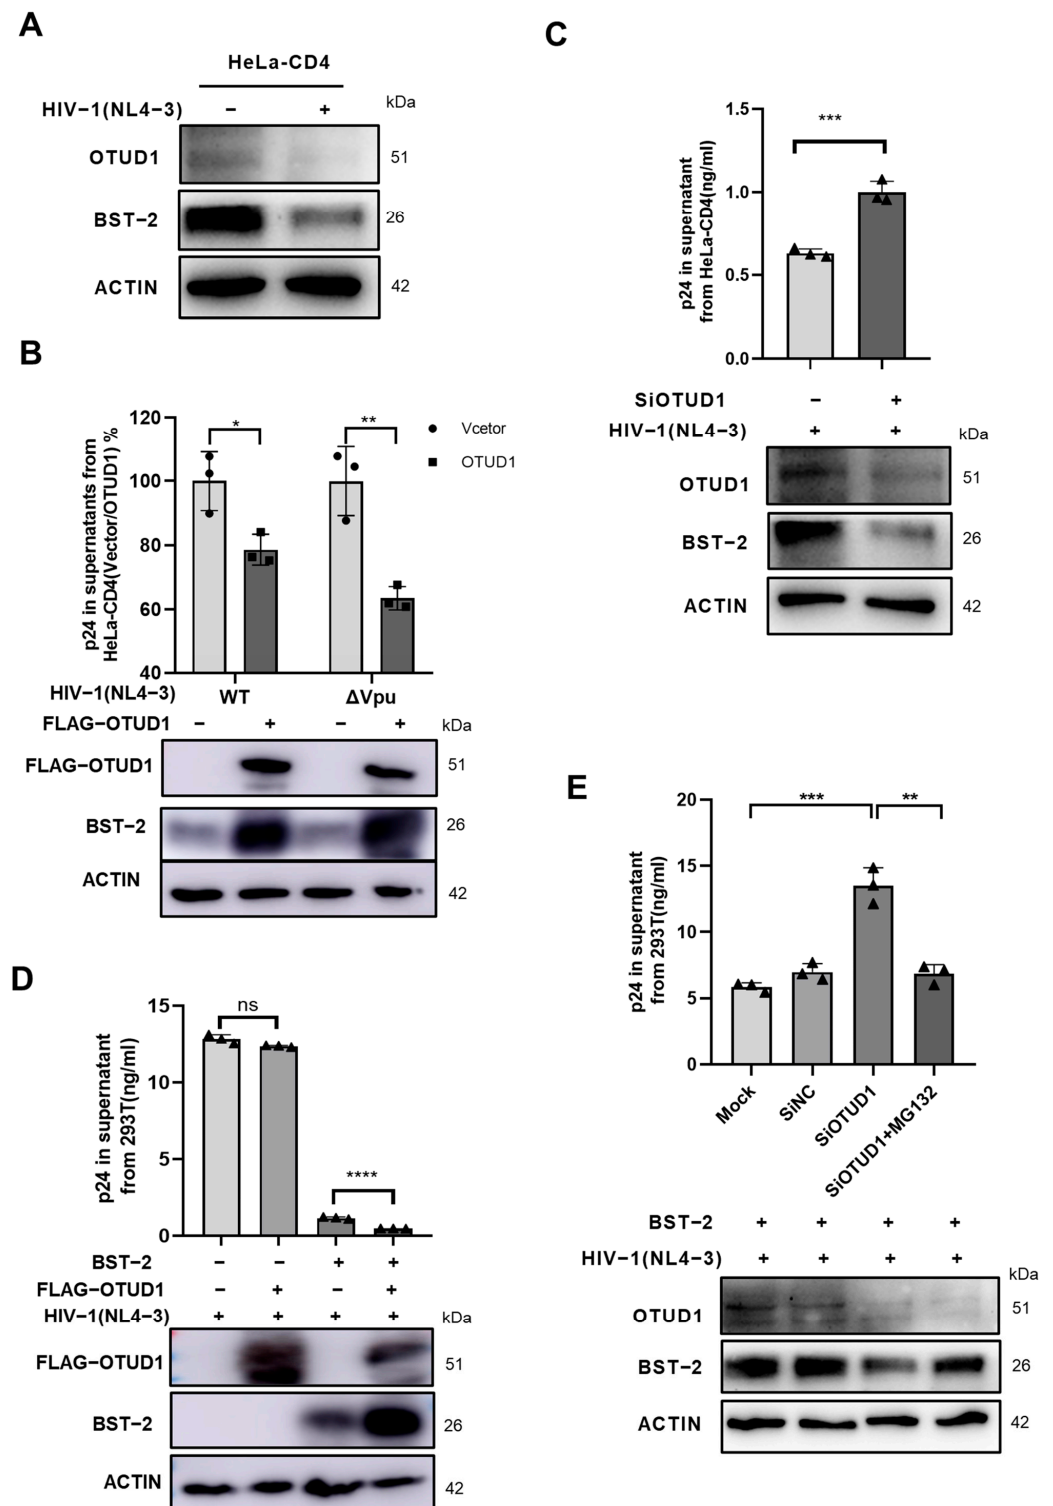 A
HeLa-CD4
HIV−1(NL4−3) − + kDa
OTUD1 51
BST−2 26
ACTIN 42
B
p24 in supernatants from
HeLa-CD4(Vector/OTUD1) %
120
100
80
60
40
* **
Vcetor
OTUD1
HIV−1(NL4−3) WT ΔVpu
FLAG−OTUD1 − + − + kDa
FLAG−OTUD1 51
BST−2 26
ACTIN 42
C
p24 in supernatant
from HeLa-CD4(ng/ml)
1.5
1.0
0.5
0.0
***
SiOTUD1 − +
HIV−1(NL4−3) + + kDa
OTUD1 51
BST−2 26
ACTIN 42
D
p24 in supernatant
from 293T(ng/ml)
15
10
5
0
ns
****
BST−2 − − + +
FLAG−OTUD1 − + − +
HIV−1(NL4−3) + + + + kDa
FLAG−OTUD1 51
BST−2 26
ACTIN 42
E
p24 in supernatant
from 293T(ng/ml)
20
15
10
5
0
*** **
Mock
SiNC
SiOTUD1
SiOTUD1+MG132
BST−2 + + + +
HIV−1(NL4−3) + + + + kDa
OTUD1 51
BST−2 26
ACTIN 42